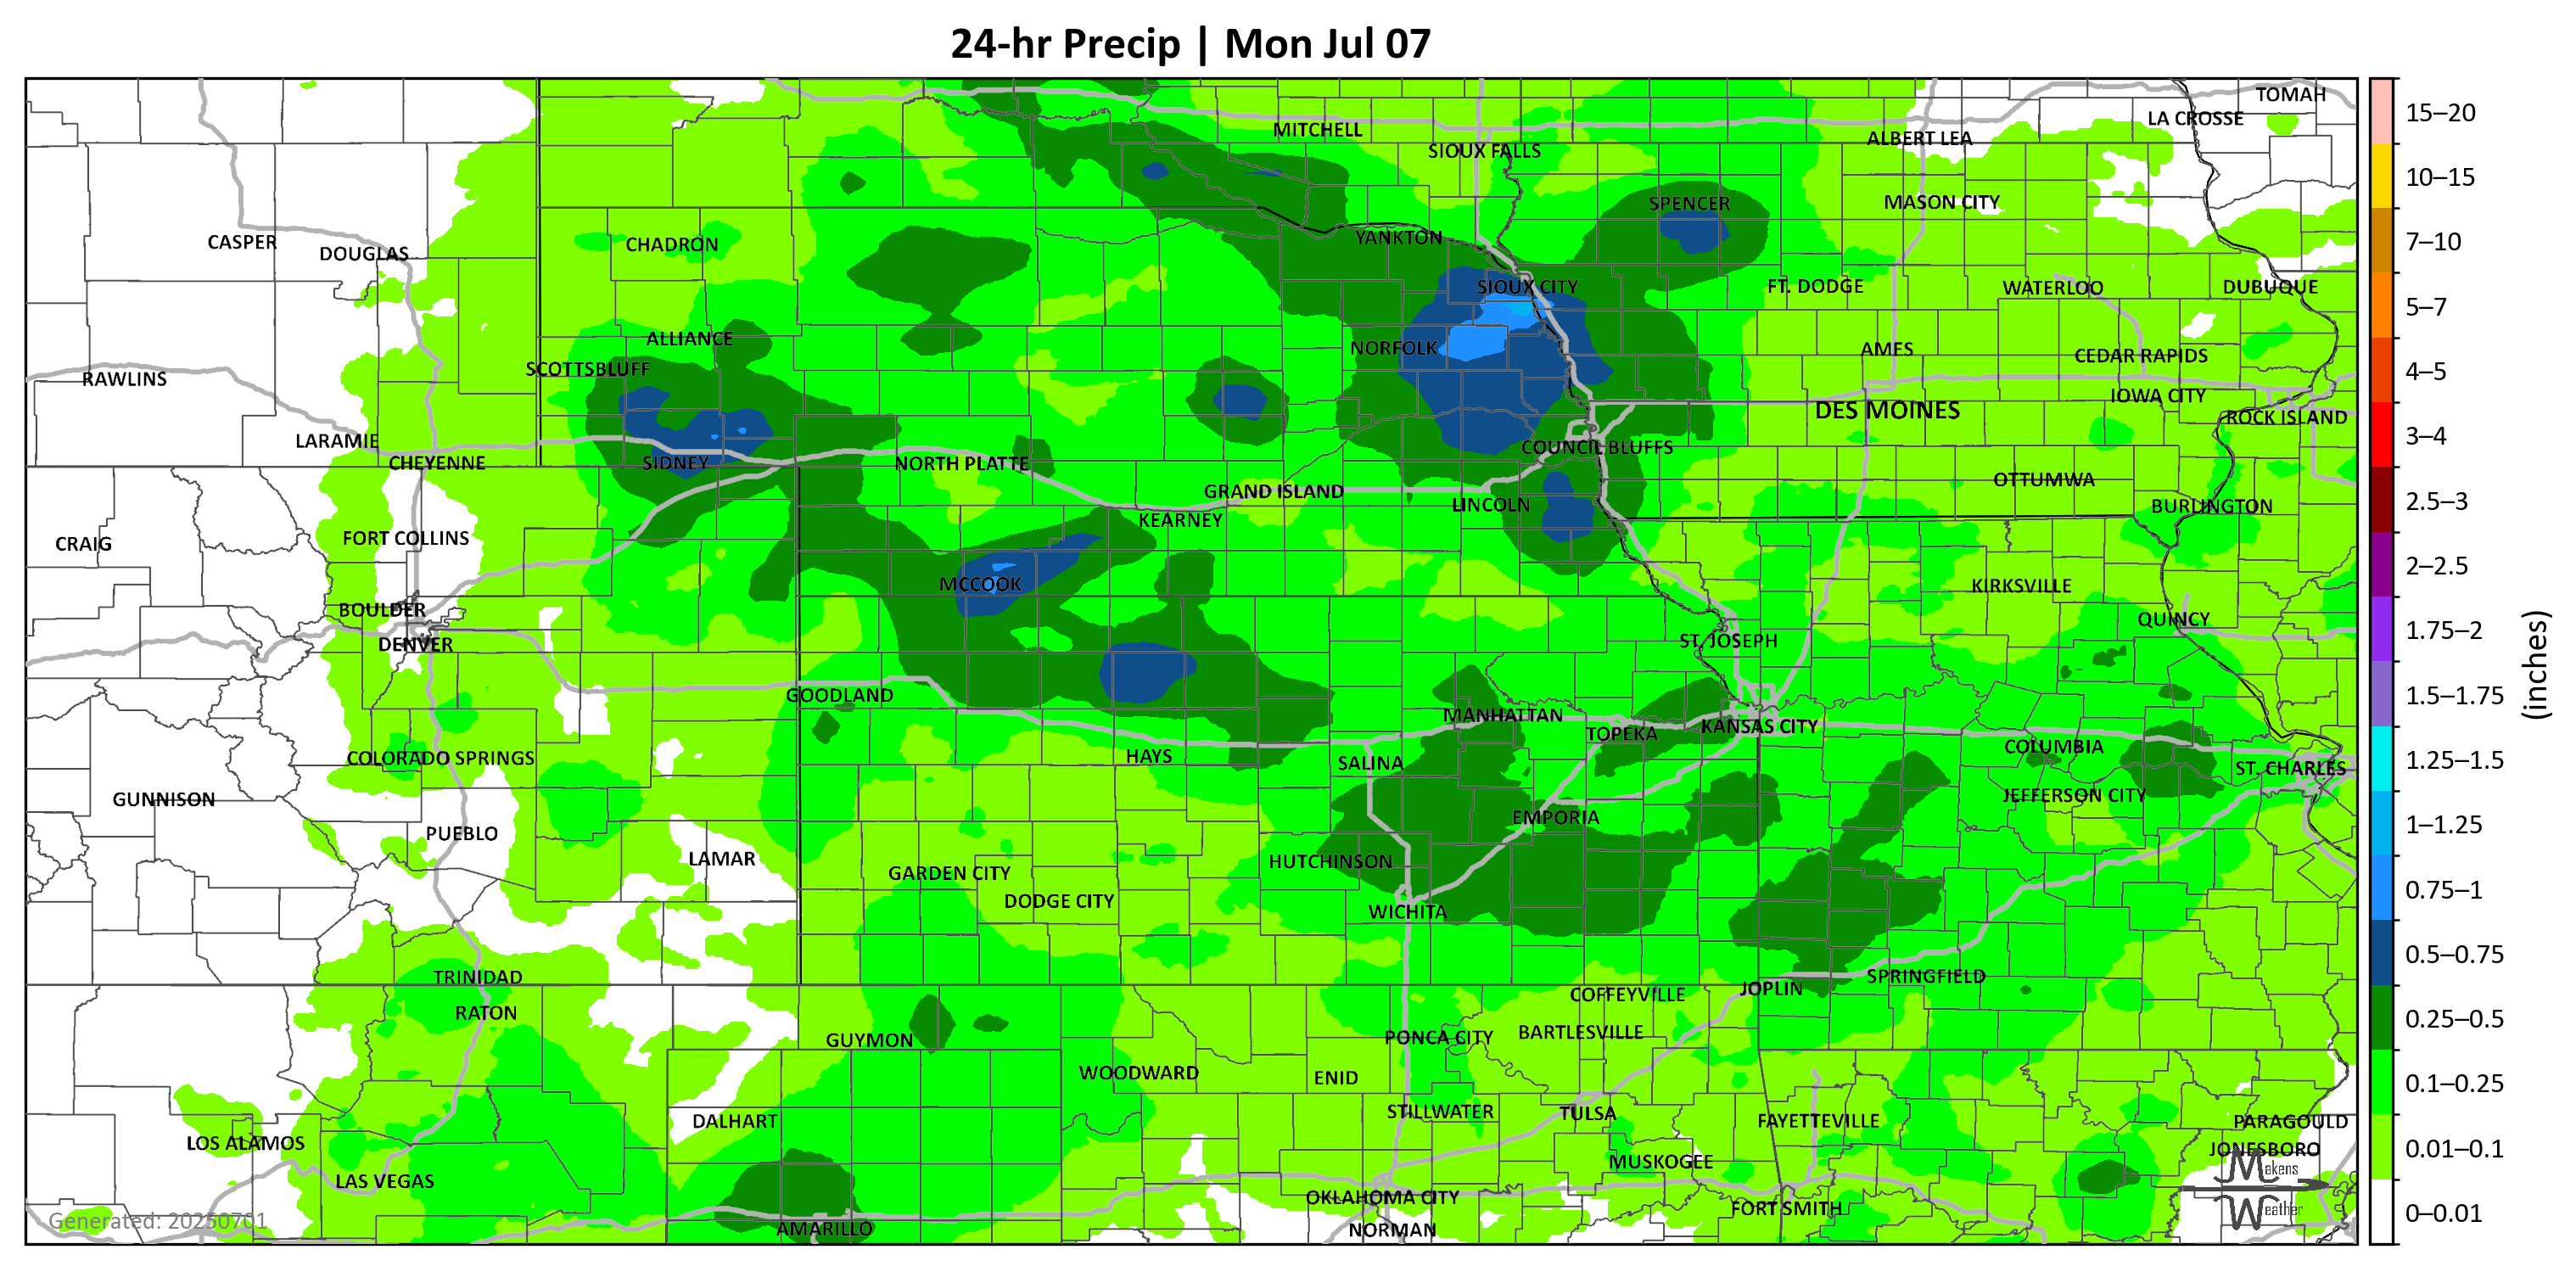 24-hr Precip | Mon Jul 07
TOMAH
LA CROSSE
MITCHELL
ALBERT LEA
SIOUX FALLS
SPENCER
MASON CITY
YANKTON
CASPER
CHADRON
DOUGLAS
SIOUX CITY
FT. DODGE
WATERLOO
DUBUQUE
ALLIANCE
NORFOLK
AMES
CEDAR RAPIDS
SCOTTSBLUFF
RAWLINS
IOWA CITY
DES MOINES
ROCK ISLAND
LARAMIE
COUNCIL BLUFFS
CHEYENNE
SIDNEY
NORTH PLATTE
OTTUMWA
GRAND ISLAND
LINCOLN
BURLINGTON
KEARNEY
FORT COLLINS
CRAIG
MCCOOK
KIRKSVILLE
BOULDER
QUINCY
DENVER
ST. JOSEPH
GOODLAND
MANHATTAN
KANSAS CITY
TOPEKA
COLUMBIA
COLORADO SPRINGS
HAYS
SALINA
ST. CHARLES
GUNNISON
JEFFERSON CITY
EMPORIA
PUEBLO
LAMAR
HUTCHINSON
GARDEN CITY
DODGE CITY
WICHITA
TRINIDAD
SPRINGFIELD
JOPLIN
COFFEYVILLE
RATON
BARTLESVILLE
PONCA CITY
GUYMON
WOODWARD
ENID
STILLWATER
TULSA
DALHART
FAYETTEVILLE
PARAGOULD
LOS ALAMOS
JONESBORO
MUSKOGEE
LAS VEGAS
OKLAHOMA CITY
FORT SMITH
AMARILLO
NORMAN
Generated: 20250701
Makens
Weather
15–20
10–15
7–10
5–7
4–5
3–4
2.5–3
2–2.5
1.75–2
1.5–1.75
1.25–1.5
1–1.25
0.75–1
0.5–0.75
0.25–0.5
0.1–0.25
0.01–0.1
0–0.01
(inches)